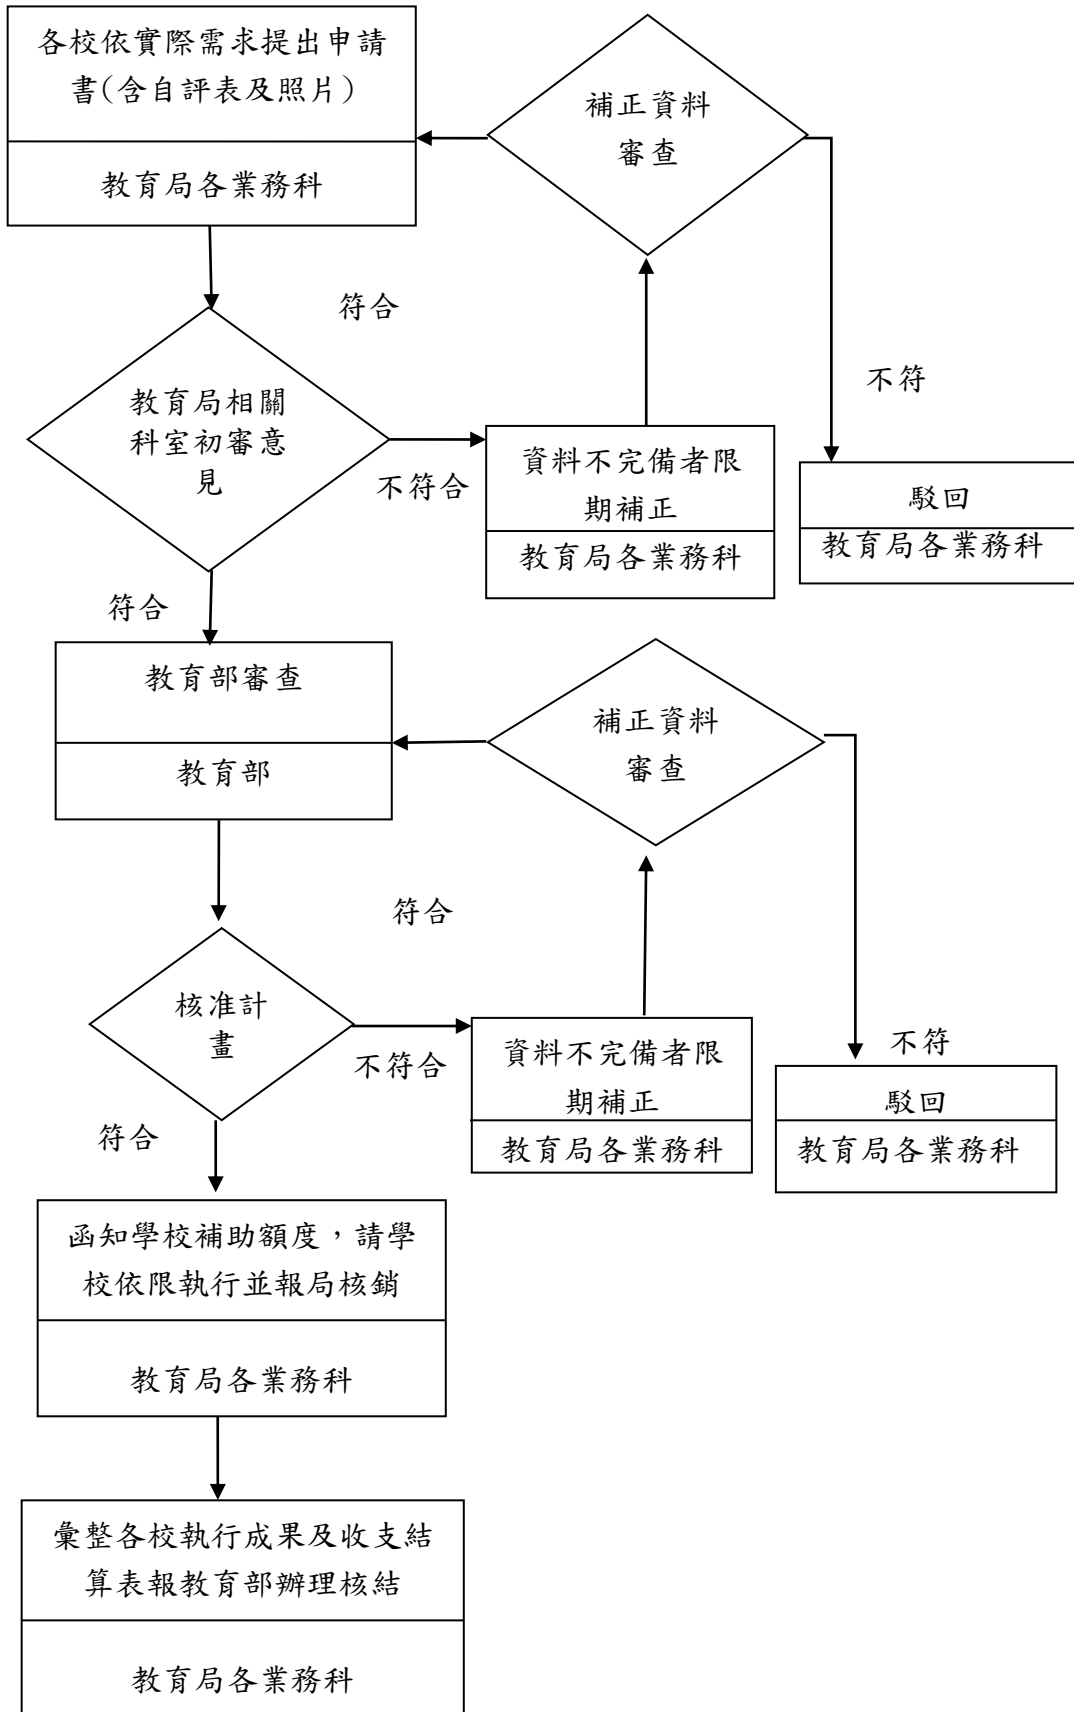 各校依實際需求提出申請
書(含自評表及照片)
教育局各業務科
補正資料
審查
符合
不符
教育局相關
科室初審意
見
不符合
資料不完備者限
期補正
教育局各業務科
駁回
教育局各業務科
符合
教育部審查
教育部
補正資料
審查
符合
不符
核准計
畫
不符合
資料不完備者限
期補正
教育局各業務科
駁回
教育局各業務科
符合
函知學校補助額度，請學
校依限執行並報局核銷
教育局各業務科
彙整各校執行成果及收支結
算表報教育部辦理核結
教育局各業務科